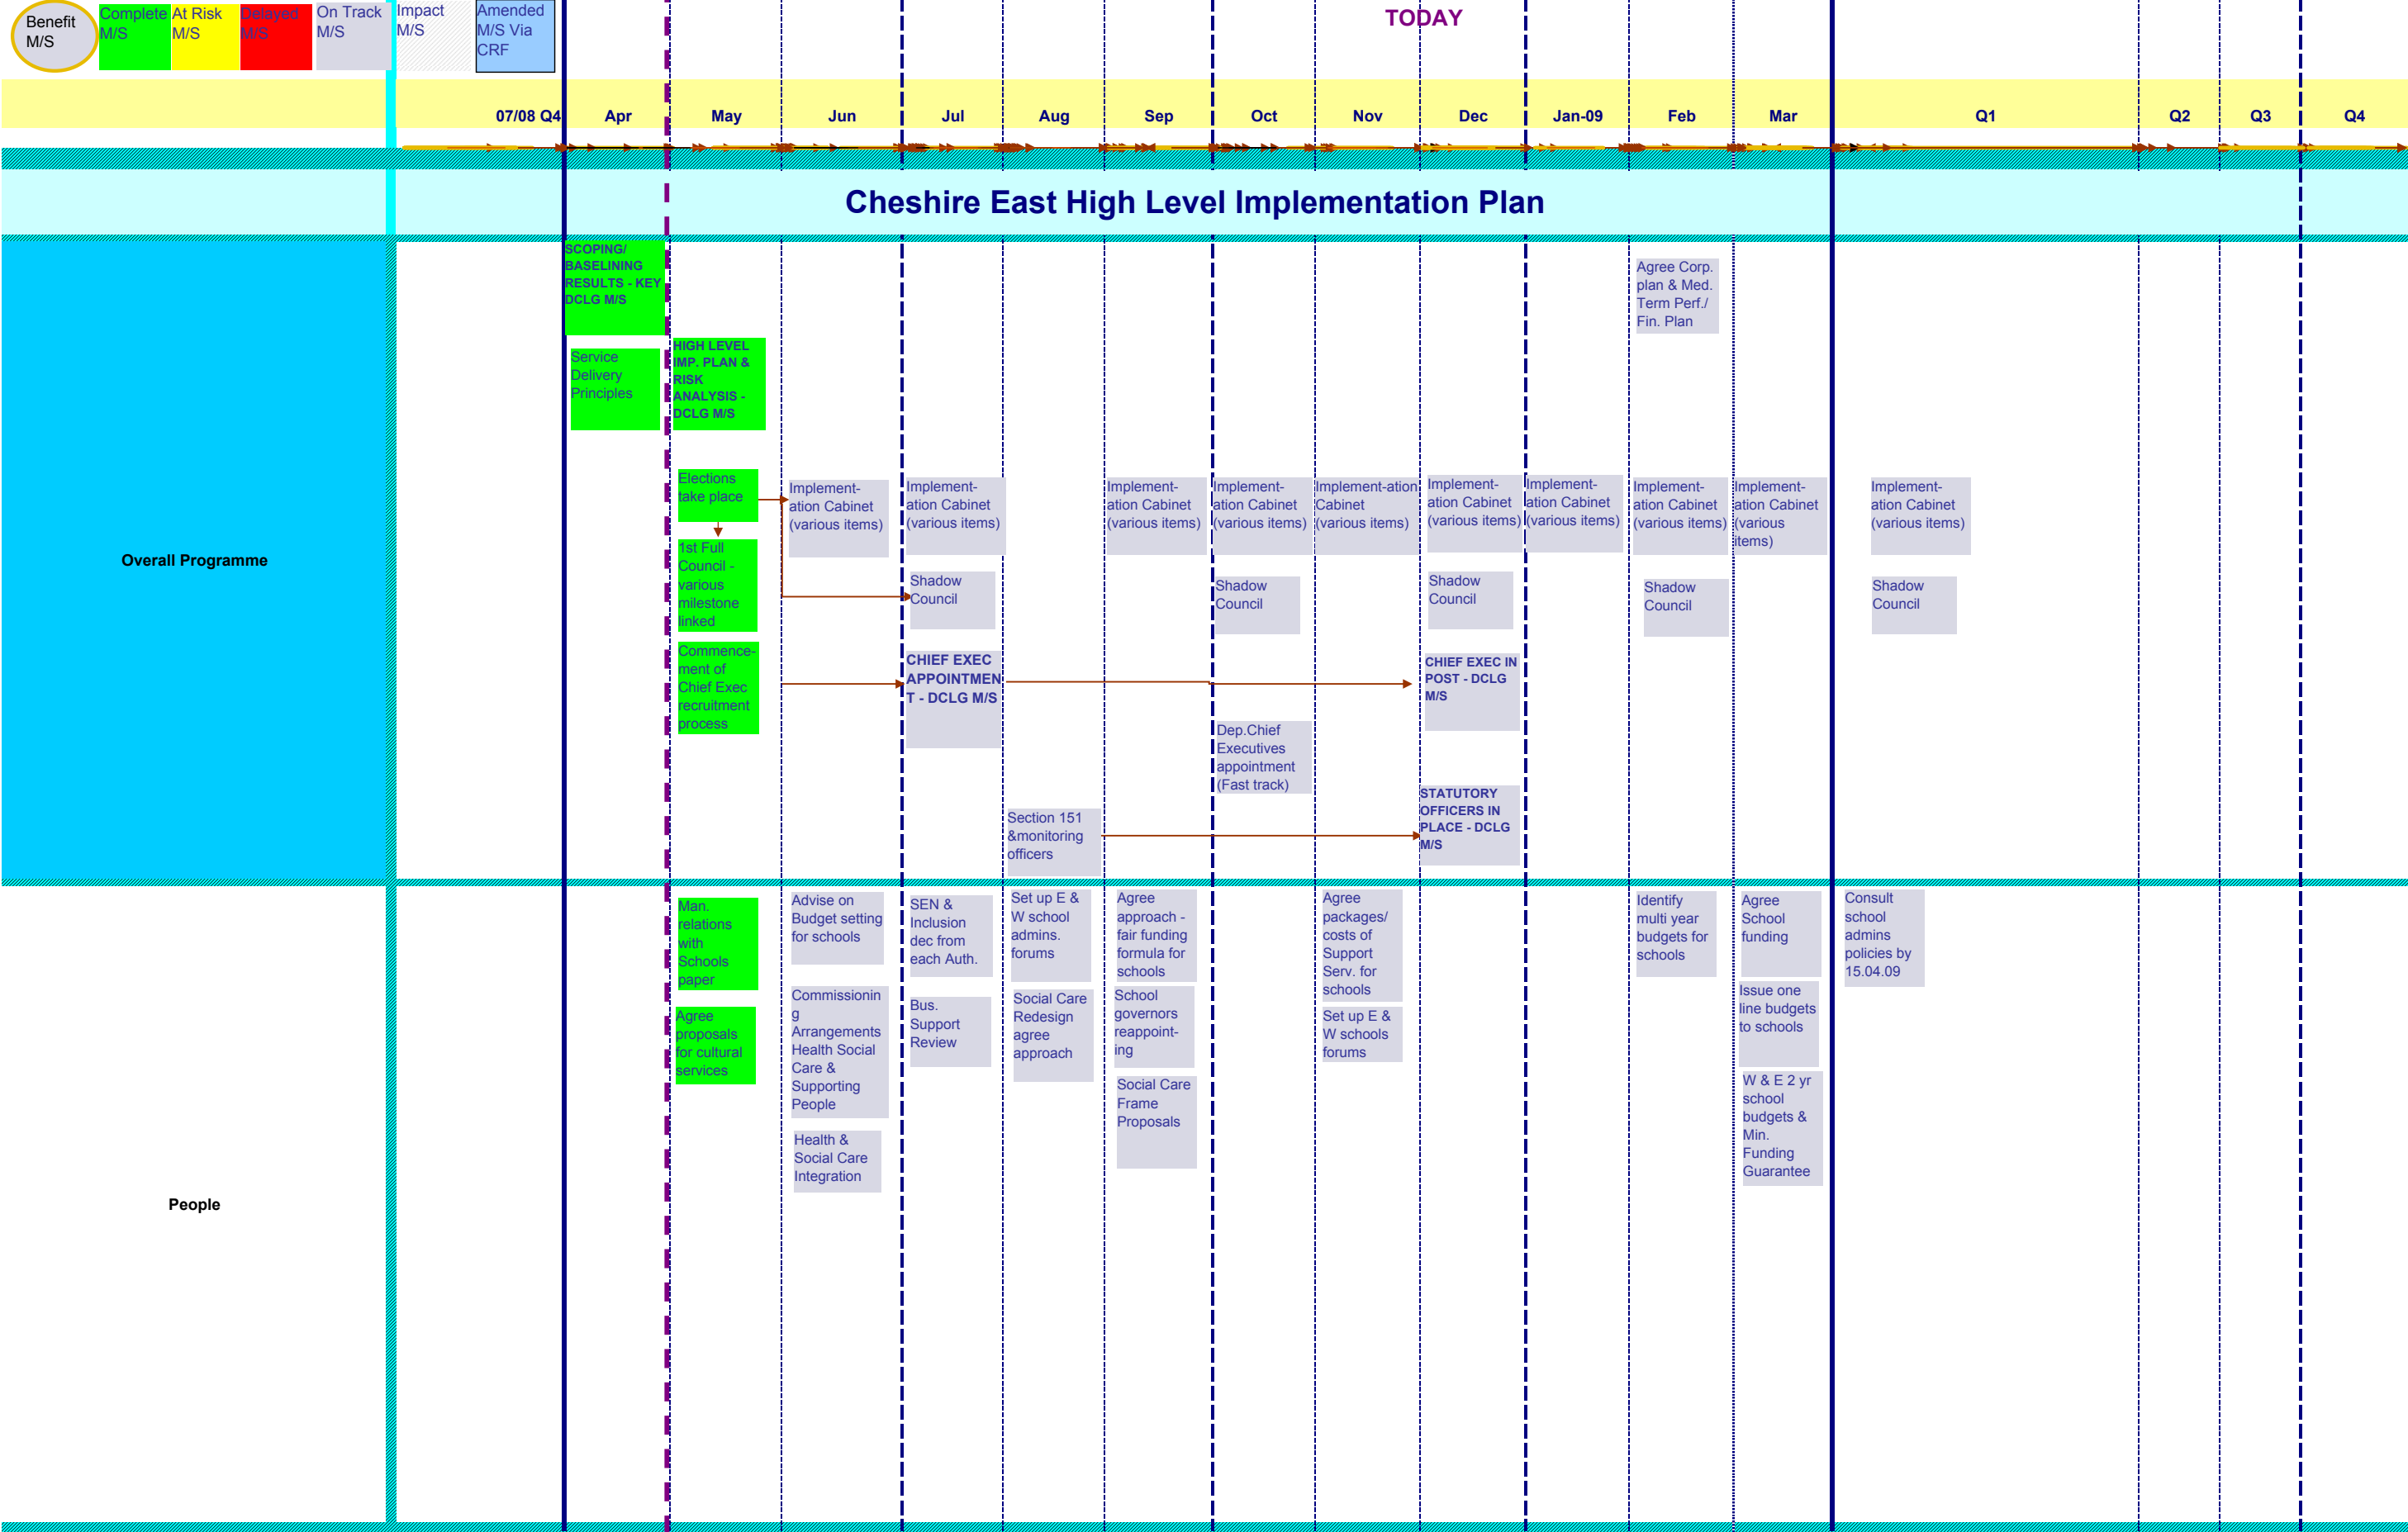 Benefit
M/S
Complete
M/S
At Risk
M/S
Delayed
M/S
On Track
M/S
Impact
M/S
Amended
M/S Via
CRF
TODAY
07/08 Q4 Apr May Jun Jul Aug Sep Oct Nov Dec Jan-09 Feb Mar Q1 Q2 Q3 Q4
Cheshire East High Level Implementation Plan
Overall Programme
SCOPING/
BASELINING
RESULTS - KEY
DCLG M/S
Agree Corp.
plan & Med.
Term Perf./
Fin. Plan
Service
Delivery
Principles
HIGH LEVEL
IMP. PLAN &
RISK
ANALYSIS -
DCLG M/S
Elections
take place
Implement-
ation Cabinet
(various items)
Implement-
ation Cabinet
(various items)
Implement-
ation Cabinet
(various items)
Implement-
ation Cabinet
(various items)
Implement-ation
Cabinet
(various items)
Implement-
ation Cabinet
(various items)
Implement-
ation Cabinet
(various items)
Implement-
ation Cabinet
(various items)
Implement-
ation Cabinet
(various
items)
Implement-
ation Cabinet
(various items)
1st Full
Council -
various
milestone
linked
Shadow
Council
Shadow
Council
Shadow
Council
Shadow
Council
Shadow
Council
Commence-
ment of
Chief Exec
recruitment
process
CHIEF EXEC
APPOINTMEN
T - DCLG M/S
CHIEF EXEC IN
POST - DCLG
M/S
Dep.Chief
Executives
appointment
(Fast track)
Section 151
&monitoring
officers
STATUTORY
OFFICERS IN
PLACE - DCLG
M/S
People
Man.
relations
with
Schools
paper
Advise on
Budget setting
for schools
SEN &
Inclusion
dec from
each Auth.
Set up E &
W school
admins.
forums
Agree
approach -
fair funding
formula for
schools
Agree
packages/
costs of
Support
Serv. for
schools
Identify
multi year
budgets for
schools
Agree
School
funding
Consult
school
admins
policies by
15.04.09
Agree
proposals
for cultural
services
Commissionin
g
Arrangements
Health Social
Care &
Supporting
People
Bus.
Support
Review
Social Care
Redesign
agree
approach
School
governors
reappoint-
ing
Set up E &
W schools
forums
Issue one
line budgets
to schools
Health &
Social Care
Integration
Social Care
Frame
Proposals
W & E 2 yr
school
budgets &
Min.
Funding
Guarantee